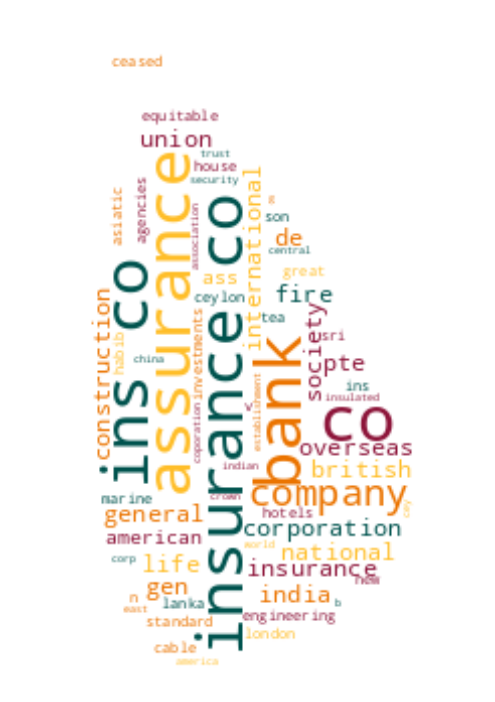 ceased
equitable
union
trust
house
security
assurance
agencies
asiatic
association
international
insurance co
son
de
central
ass
great
ceylon
fire
ins co
tea
construction
habib
china
investments
society
sri
bank
pte
ins
insulated
establishment
coporation
co
overseas
indian
british
marine
crown
company
general
hotels
corporation
american
world
national
corp
life
insurance
new
gen
india
n
lanka
b
east
standard
engineering
london
cable
america